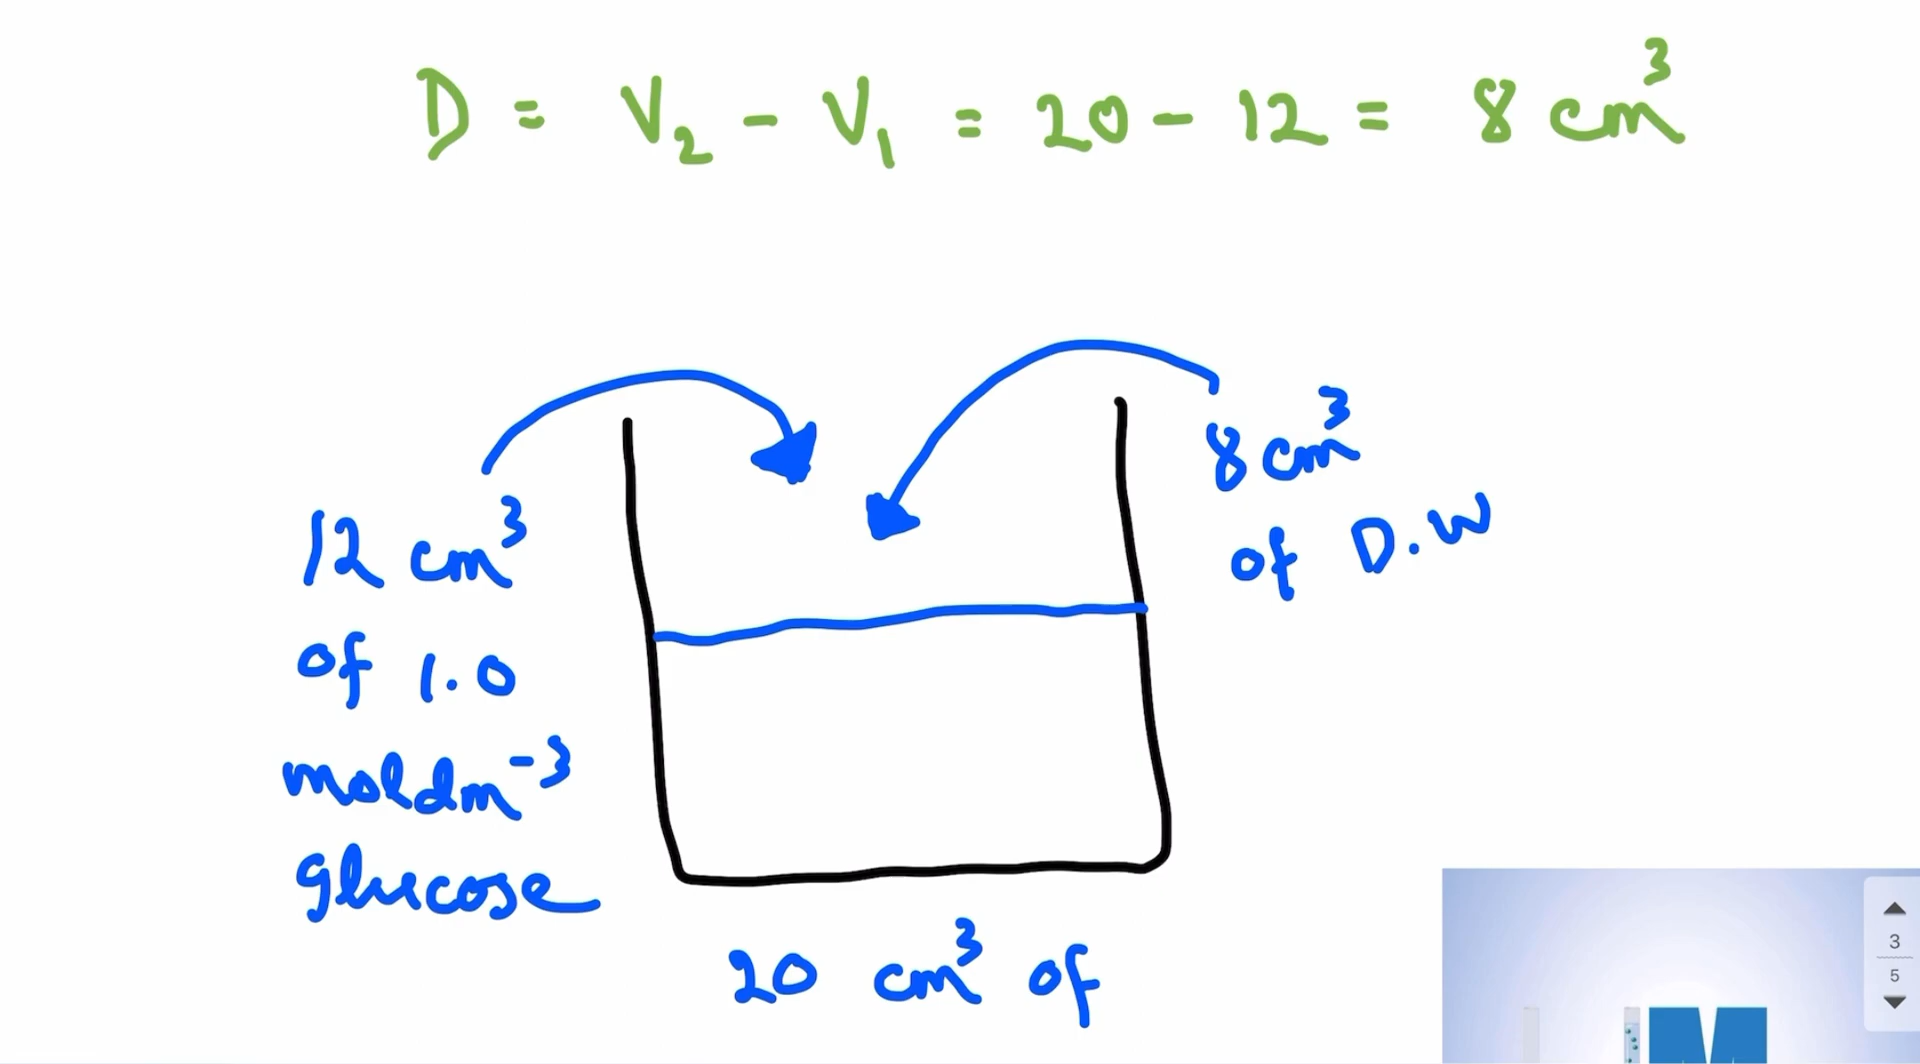 D = V₂ - V₁ = 20 - 12 = 8 cm³
12 cm³
of 1.0
moldm⁻³
glucose
8 cm³
of D.W
20 cm³ of
3
5
M